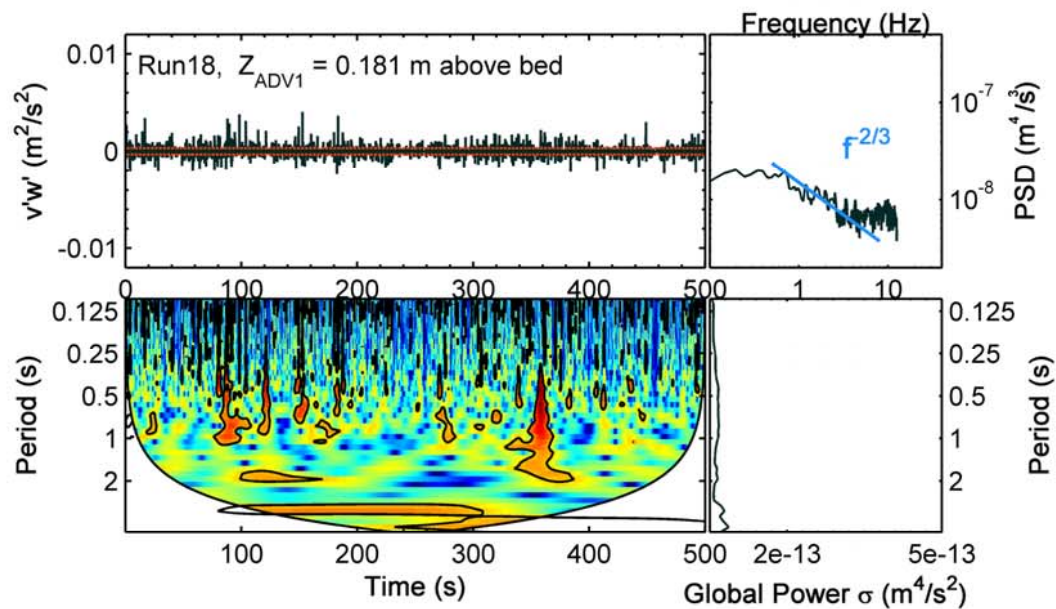 Frequency (Hz)
0.01
0
-0.01
v'w' (m²/s²)
Run18, Z_ADV1 = 0.181 m above bed
f^-2/3
10⁻⁷
10⁻⁸
PSD (m⁴/s³)
0 100 200 300 400 500
1 10
0.125
0.25
0.5
1
2
Period (s)
0.125
0.25
0.5
1
2
Period (s)
100 200 300 400 500
Time (s)
2e-13 5e-13
Global Power σ (m⁴/s²)